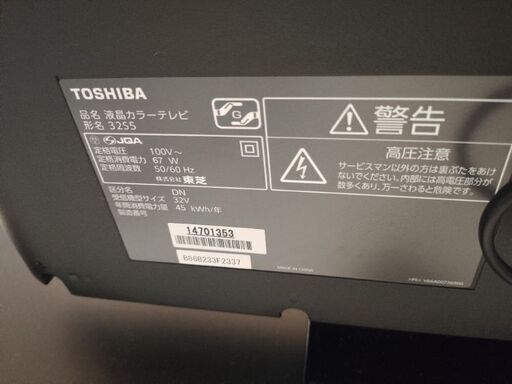 TOSHIBA
品名 液晶カラーテレビ
形名 32S5
G
JQA
定格電圧 100V～
定格消費電力 67 W
定格周波数 50/60 Hz
株式会社 東芝
区分名 DN
受信機型サイズ 32V
年間消費電力量 45 kWh/年
製造番号
14701353
B86B233F2337
警告
高圧注意
サービスマン以外の方は裏ぶたをあけ
ないでください。内部には高電圧部分が
数多くあり、万一さわると危険です。
MADE IN CHINA